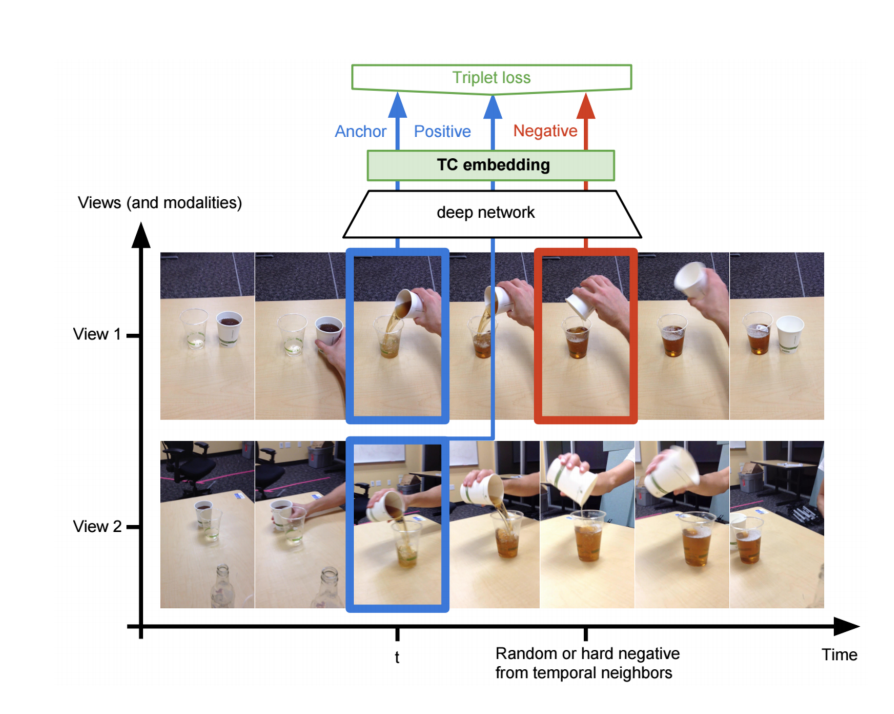 Triplet loss
Anchor
Positive
Negative
TC embedding
Views (and modalities)
deep network
View 1
View 2
t
Random or hard negative
from temporal neighbors
Time